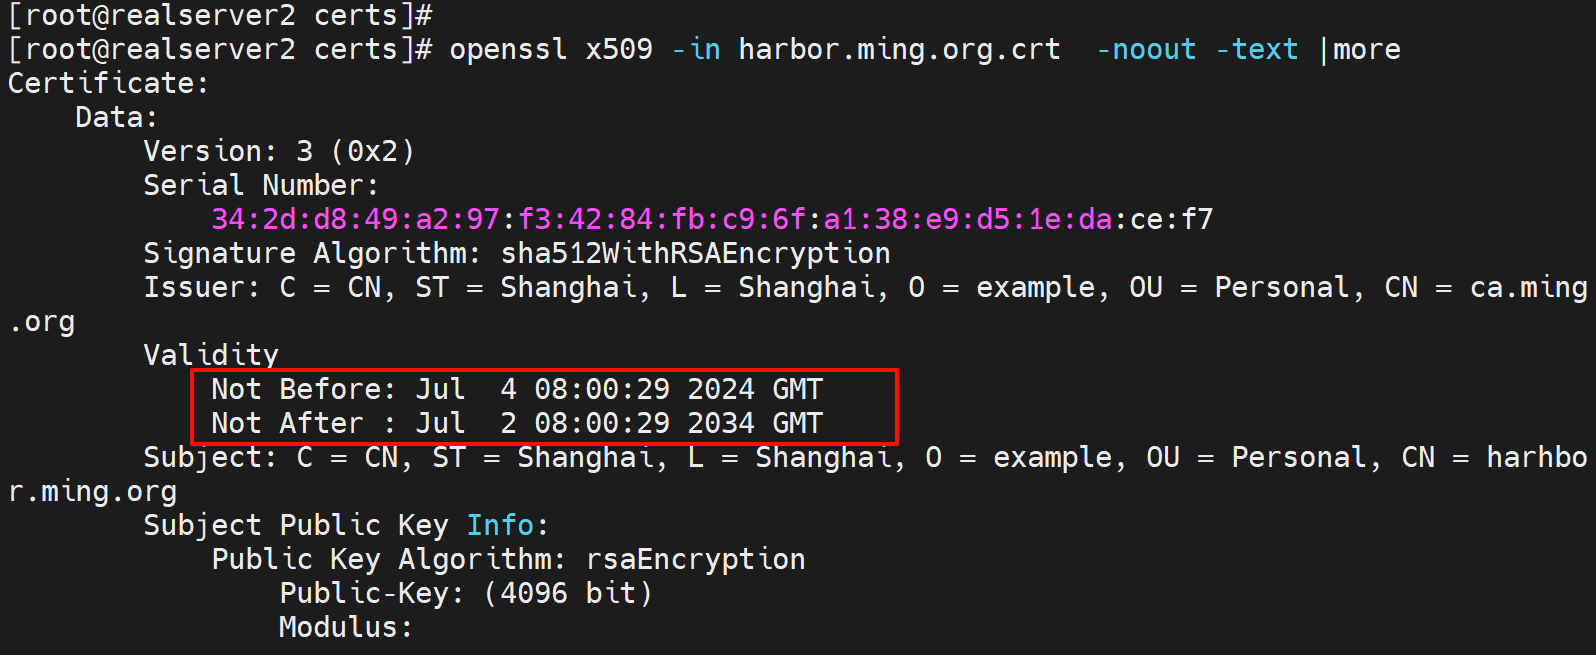 [root@realserver2 certs]#
[root@realserver2 certs]# openssl x509 -in harbor.ming.org.crt  -noout -text |more
Certificate:
    Data:
        Version: 3 (0x2)
        Serial Number:
            34:2d:d8:49:a2:97:f3:42:84:fb:c9:6f:a1:38:e9:d5:1e:da:ce:f7
        Signature Algorithm: sha512WithRSAEncryption
        Issuer: C = CN, ST = Shanghai, L = Shanghai, O = example, OU = Personal, CN = ca.ming
.org
        Validity
            Not Before: Jul  4 08:00:29 2024 GMT
            Not After : Jul  2 08:00:29 2034 GMT
        Subject: C = CN, ST = Shanghai, L = Shanghai, O = example, OU = Personal, CN = harhbo
r.ming.org
        Subject Public Key Info:
            Public Key Algorithm: rsaEncryption
                Public-Key: (4096 bit)
                Modulus: